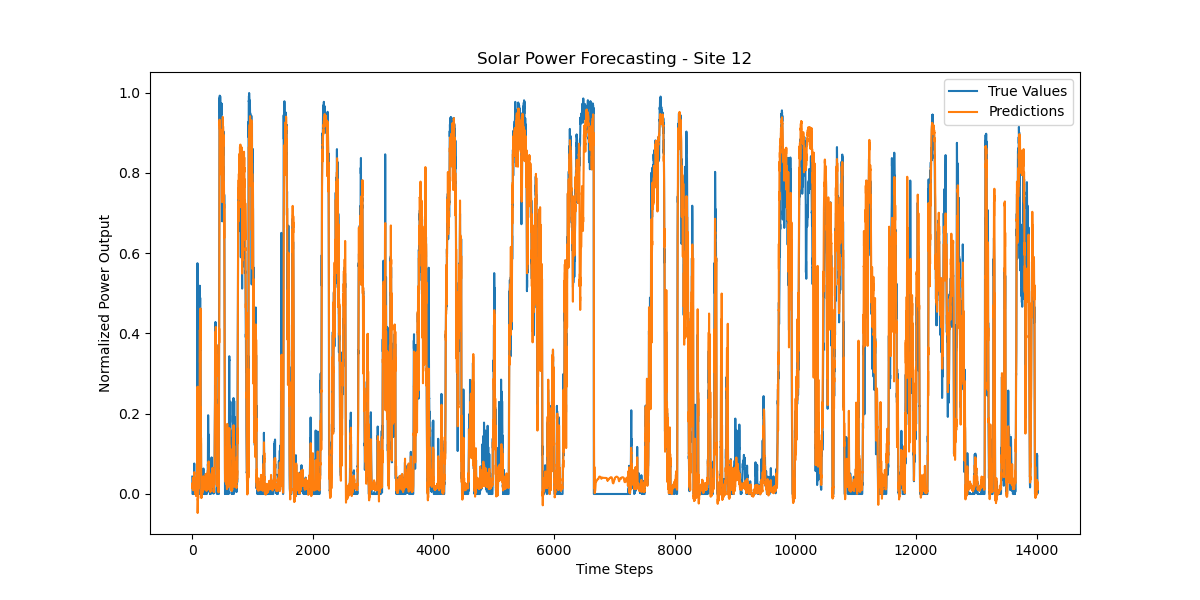 Solar Power Forecasting - Site 12
True Values
Predictions
Normalized Power Output
1.0
0.8
0.6
0.4
0.2
0.0
0 2000 4000 6000 8000 10000 12000 14000
Time Steps